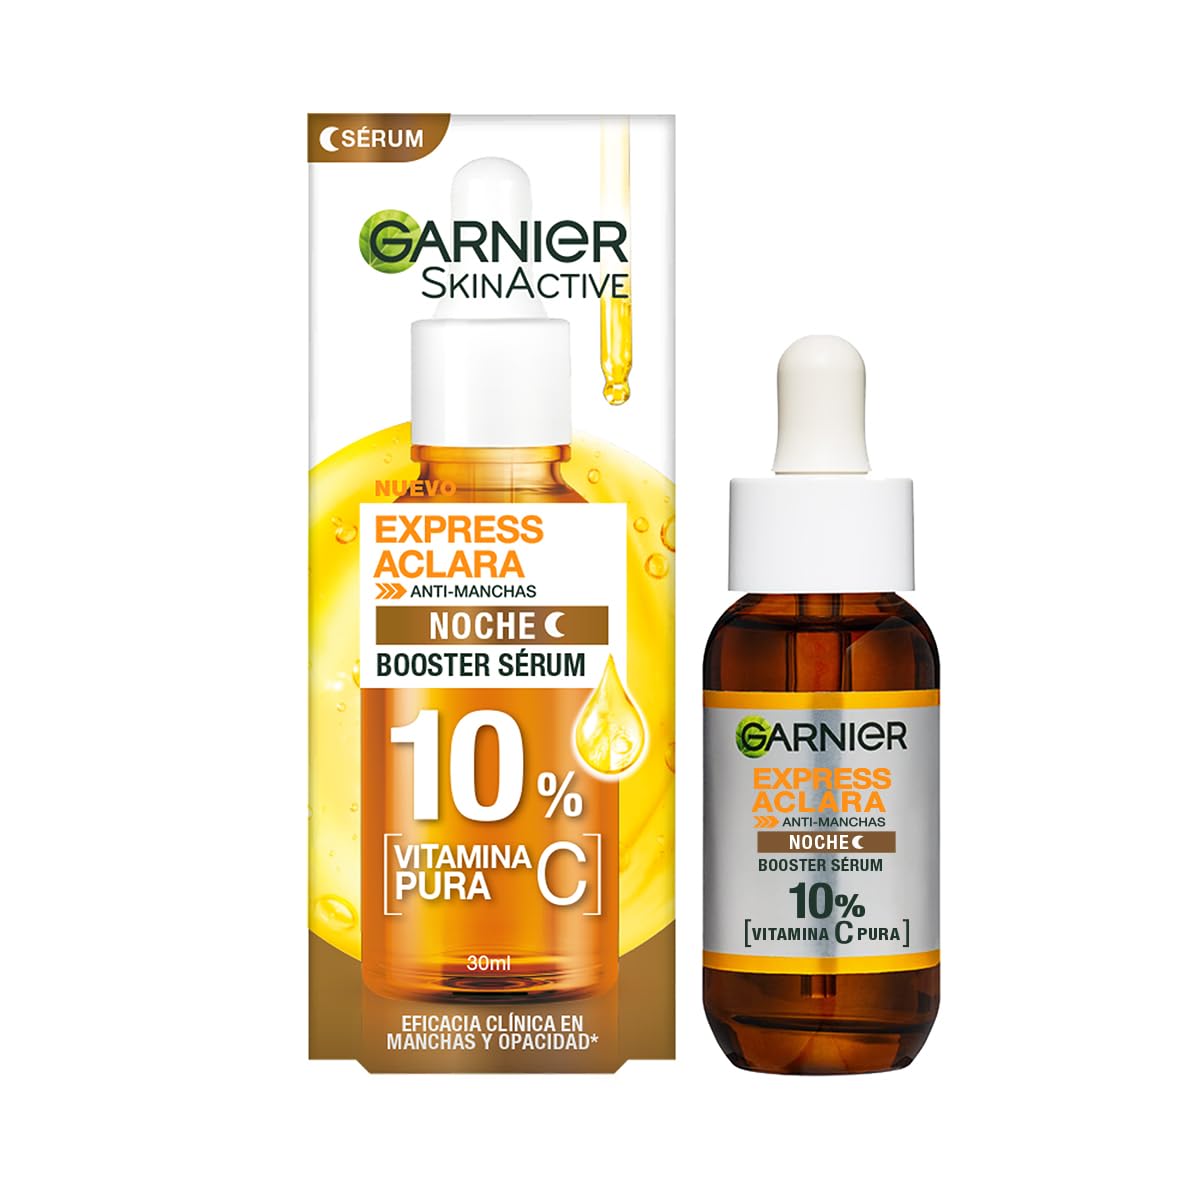 SÉRUM
GARNIER
SKINACTIVE
NUEVO
EXPRESS
ACLARA
ANTI-MANCHAS
NOCHE
BOOSTER SÉRUM
10%
[VITAMINA C
PURA]
30ml
EFICACIA CLÍNICA EN
MANCHAS Y OPACIDAD*
GARNIER
EXPRESS
ACLARA
ANTI-MANCHAS
NOCHE
BOOSTER SÉRUM
10%
[VITAMINA C PURA]